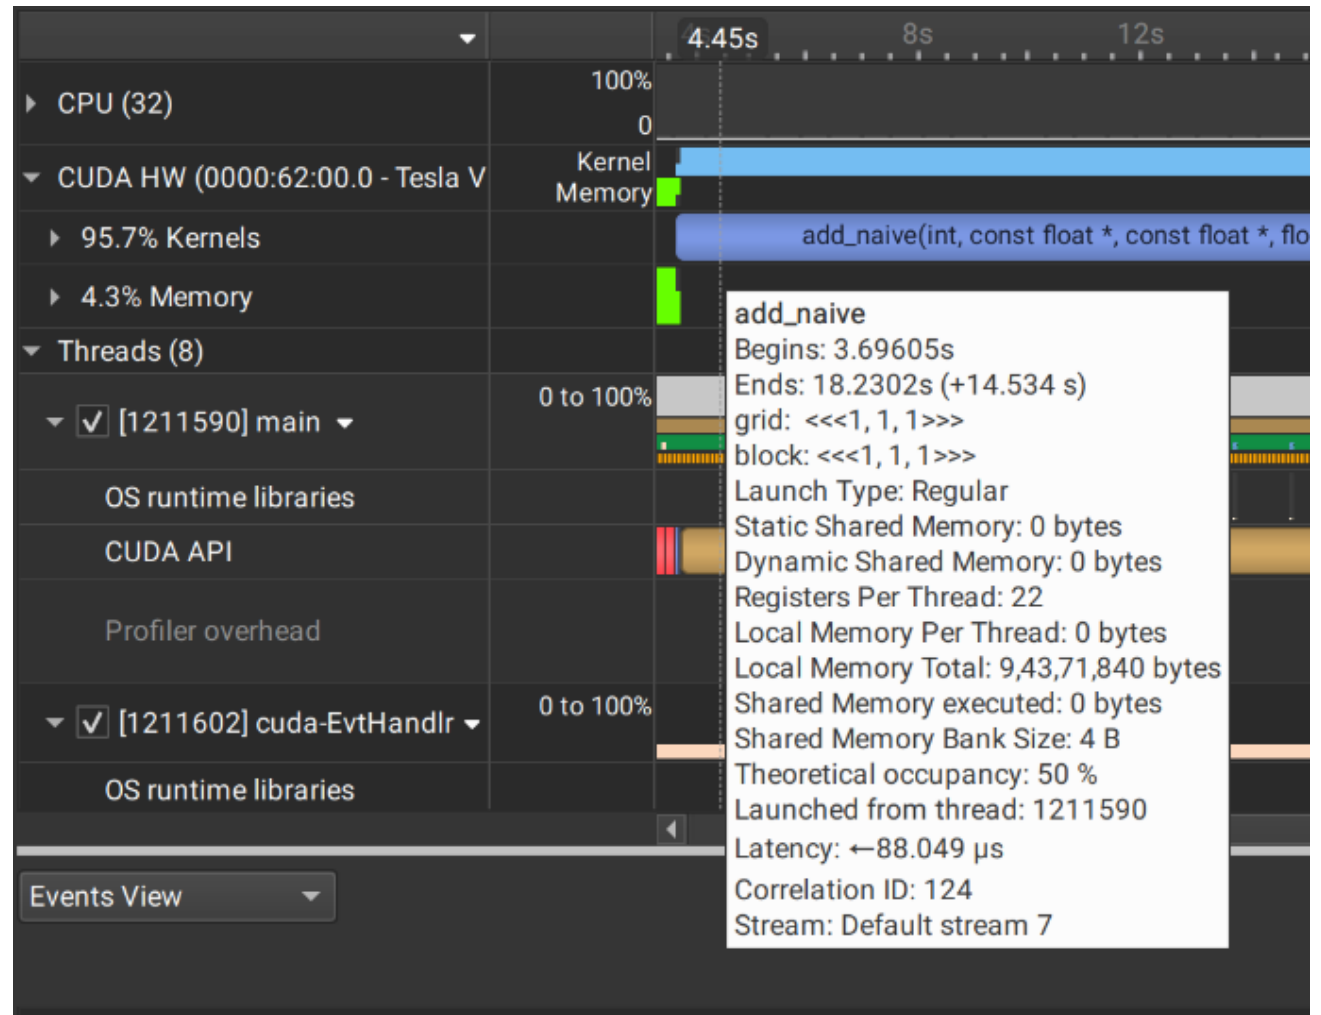 4.45s
8s
12s
CPU (32)
100%
0
CUDA HW (0000:62:00.0 - Tesla V
Kernel
Memory
95.7% Kernels
add_naive(int, const float *, const float *, flo
4.3% Memory
Threads (8)
[1211590] main
0 to 100%
OS runtime libraries
CUDA API
Profiler overhead
[1211602] cuda-EvtHandlr
0 to 100%
OS runtime libraries
add_naive
Begins: 3.69605s
Ends: 18.2302s (+14.534 s)
grid: <<<1, 1, 1>>>
block: <<<1, 1, 1>>>
Launch Type: Regular
Static Shared Memory: 0 bytes
Dynamic Shared Memory: 0 bytes
Registers Per Thread: 22
Local Memory Per Thread: 0 bytes
Local Memory Total: 9,43,71,840 bytes
Shared Memory executed: 0 bytes
Shared Memory Bank Size: 4 B
Theoretical occupancy: 50 %
Launched from thread: 1211590
Latency: ←88.049 μs
Correlation ID: 124
Stream: Default stream 7
Events View